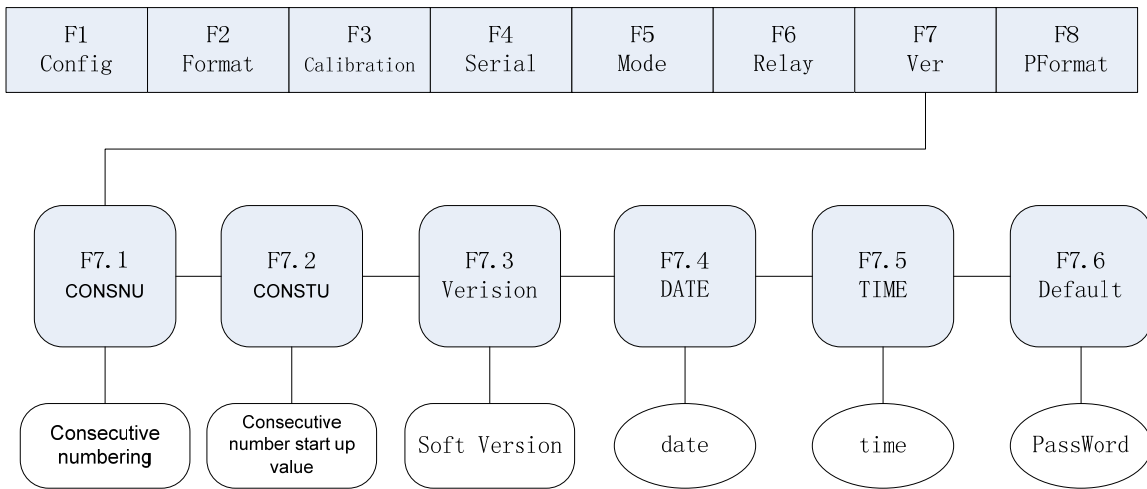 F1
Config
F2
Format
F3
Calibration
F4
Serial
F5
Mode
F6
Relay
F7
Ver
F8
PFormat
F7.1
CONSNU
F7.2
CONSTU
F7.3
Verision
F7.4
DATE
F7.5
TIME
F7.6
Default
Consecutive
numbering
Consecutive
number start up
value
Soft Version
date
time
PassWord